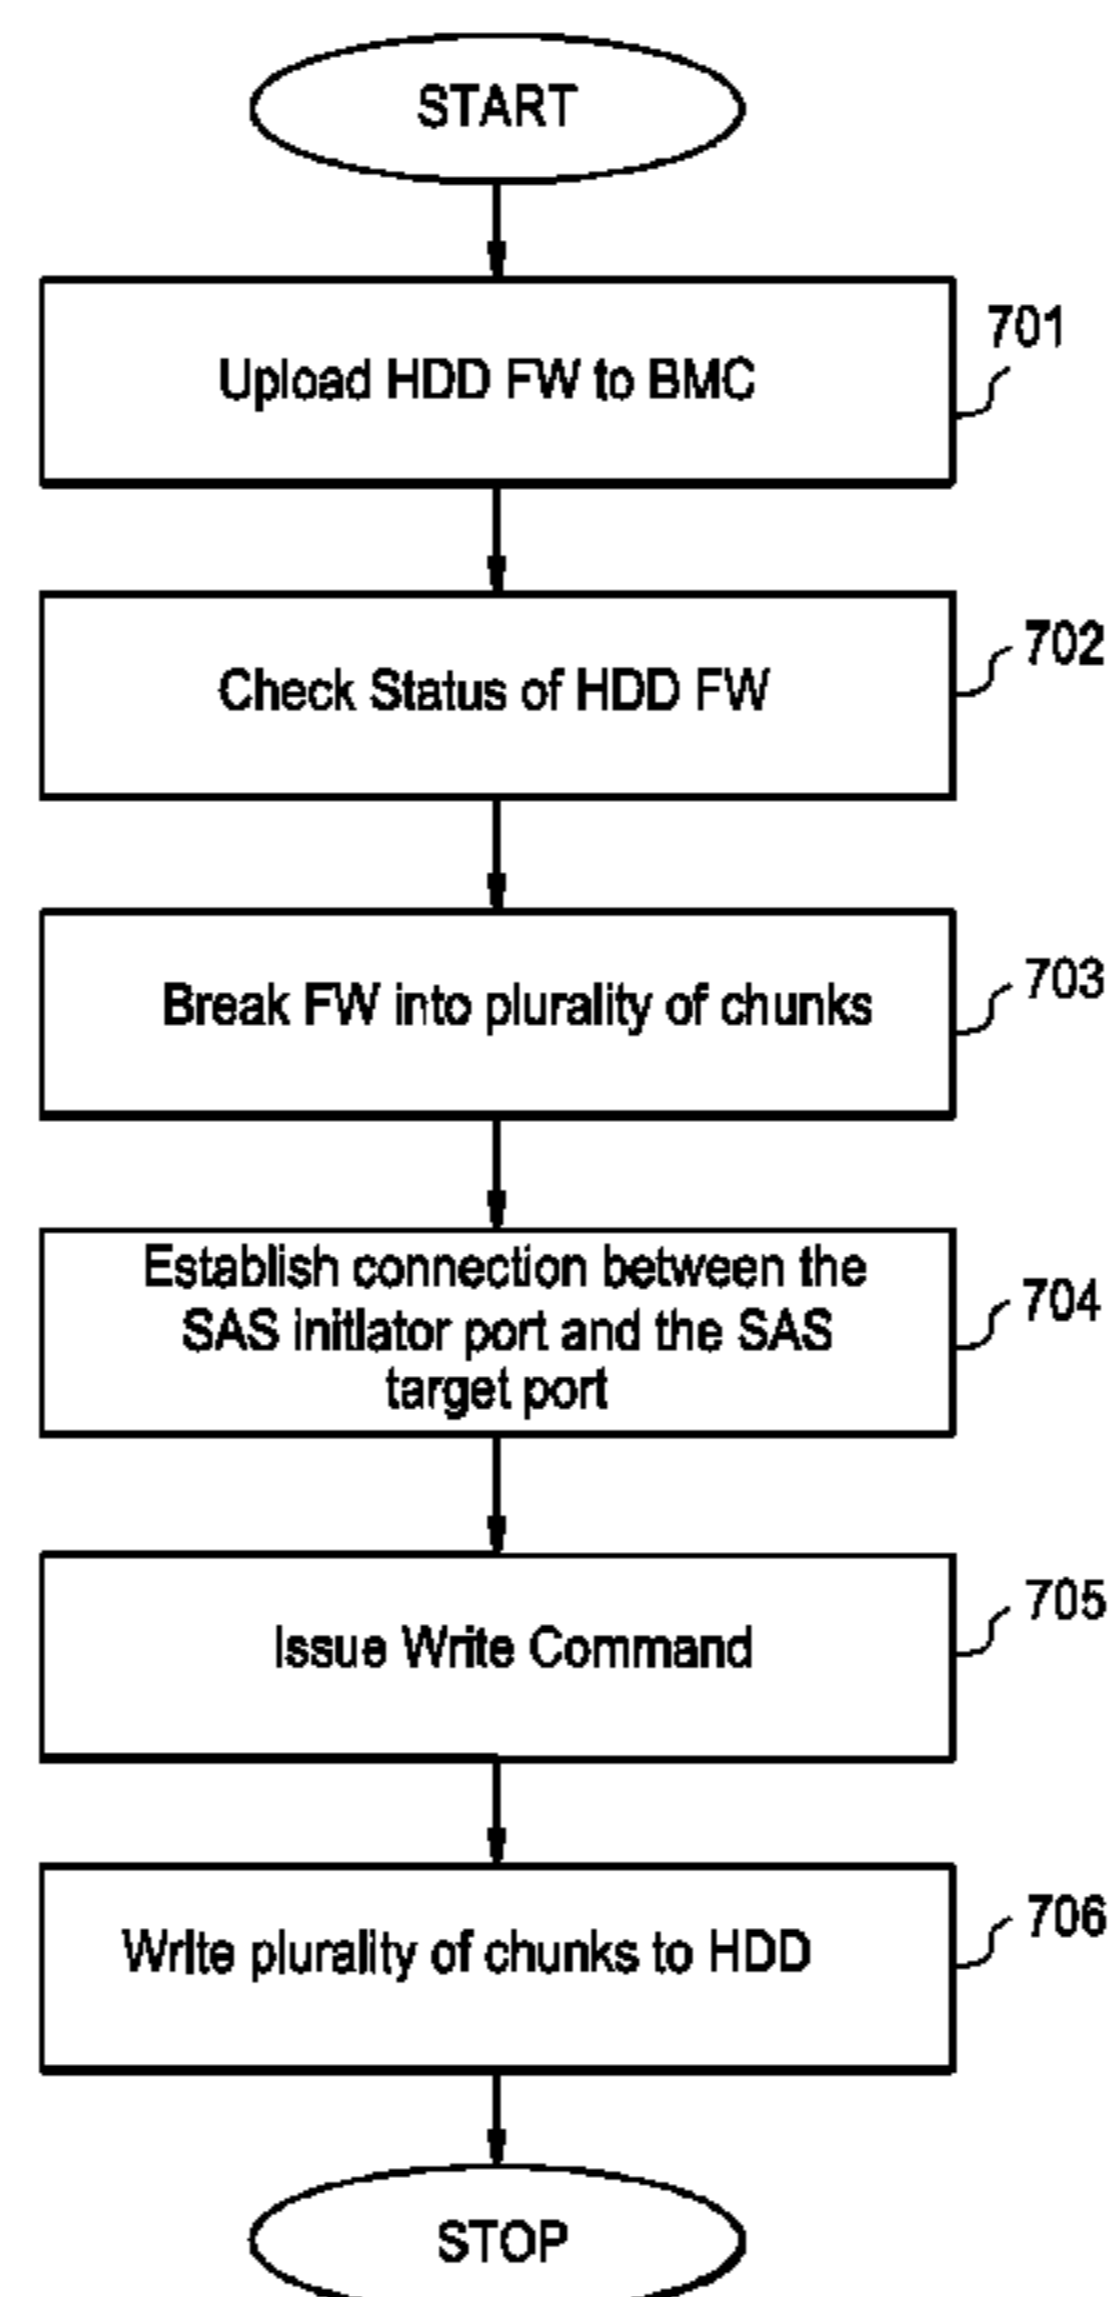 START
Upload HDD FW to BMC
701
Check Status of HDD FW
702
Break FW into plurality of chunks
703
Establish connection between the
SAS initiator port and the SAS
target port
704
Issue Write Command
705
Write plurality of chunks to HDD
706
STOP